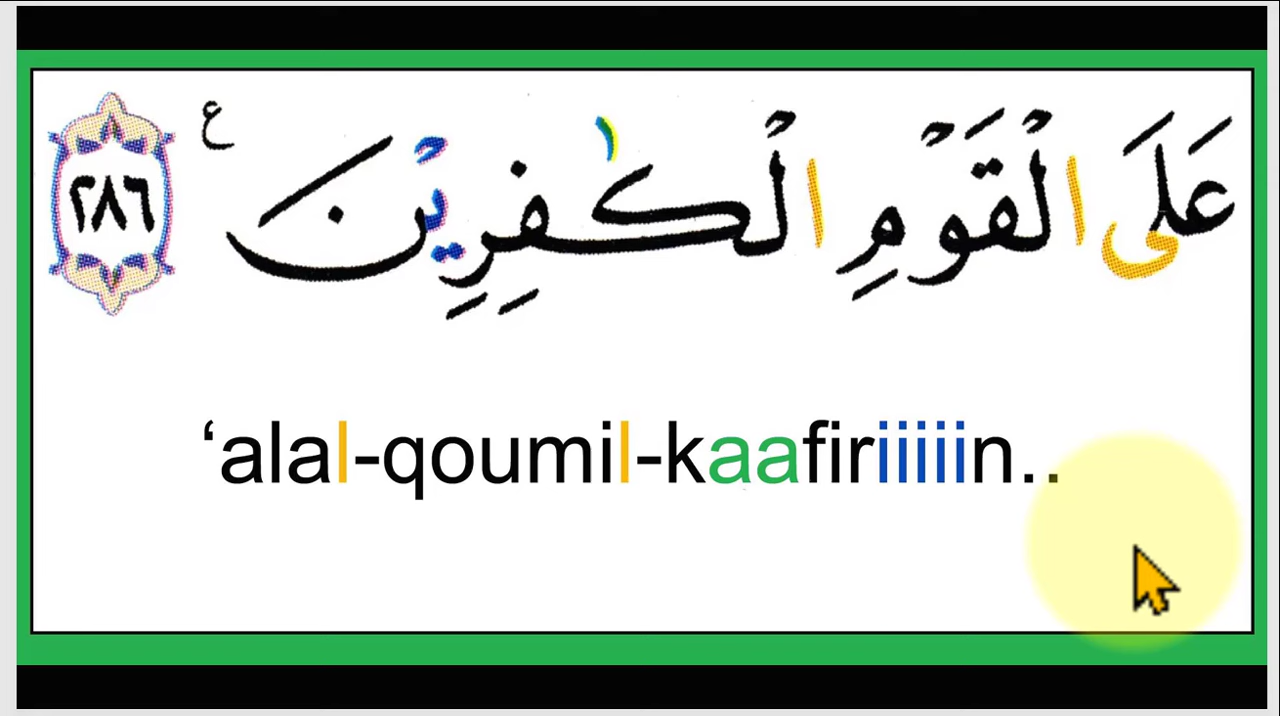 عَلَى الْقَوْمِ الْكٰفِرِيْنَ ع ٢٨٦
‘alal-qoumil-kaafiriiiiin..